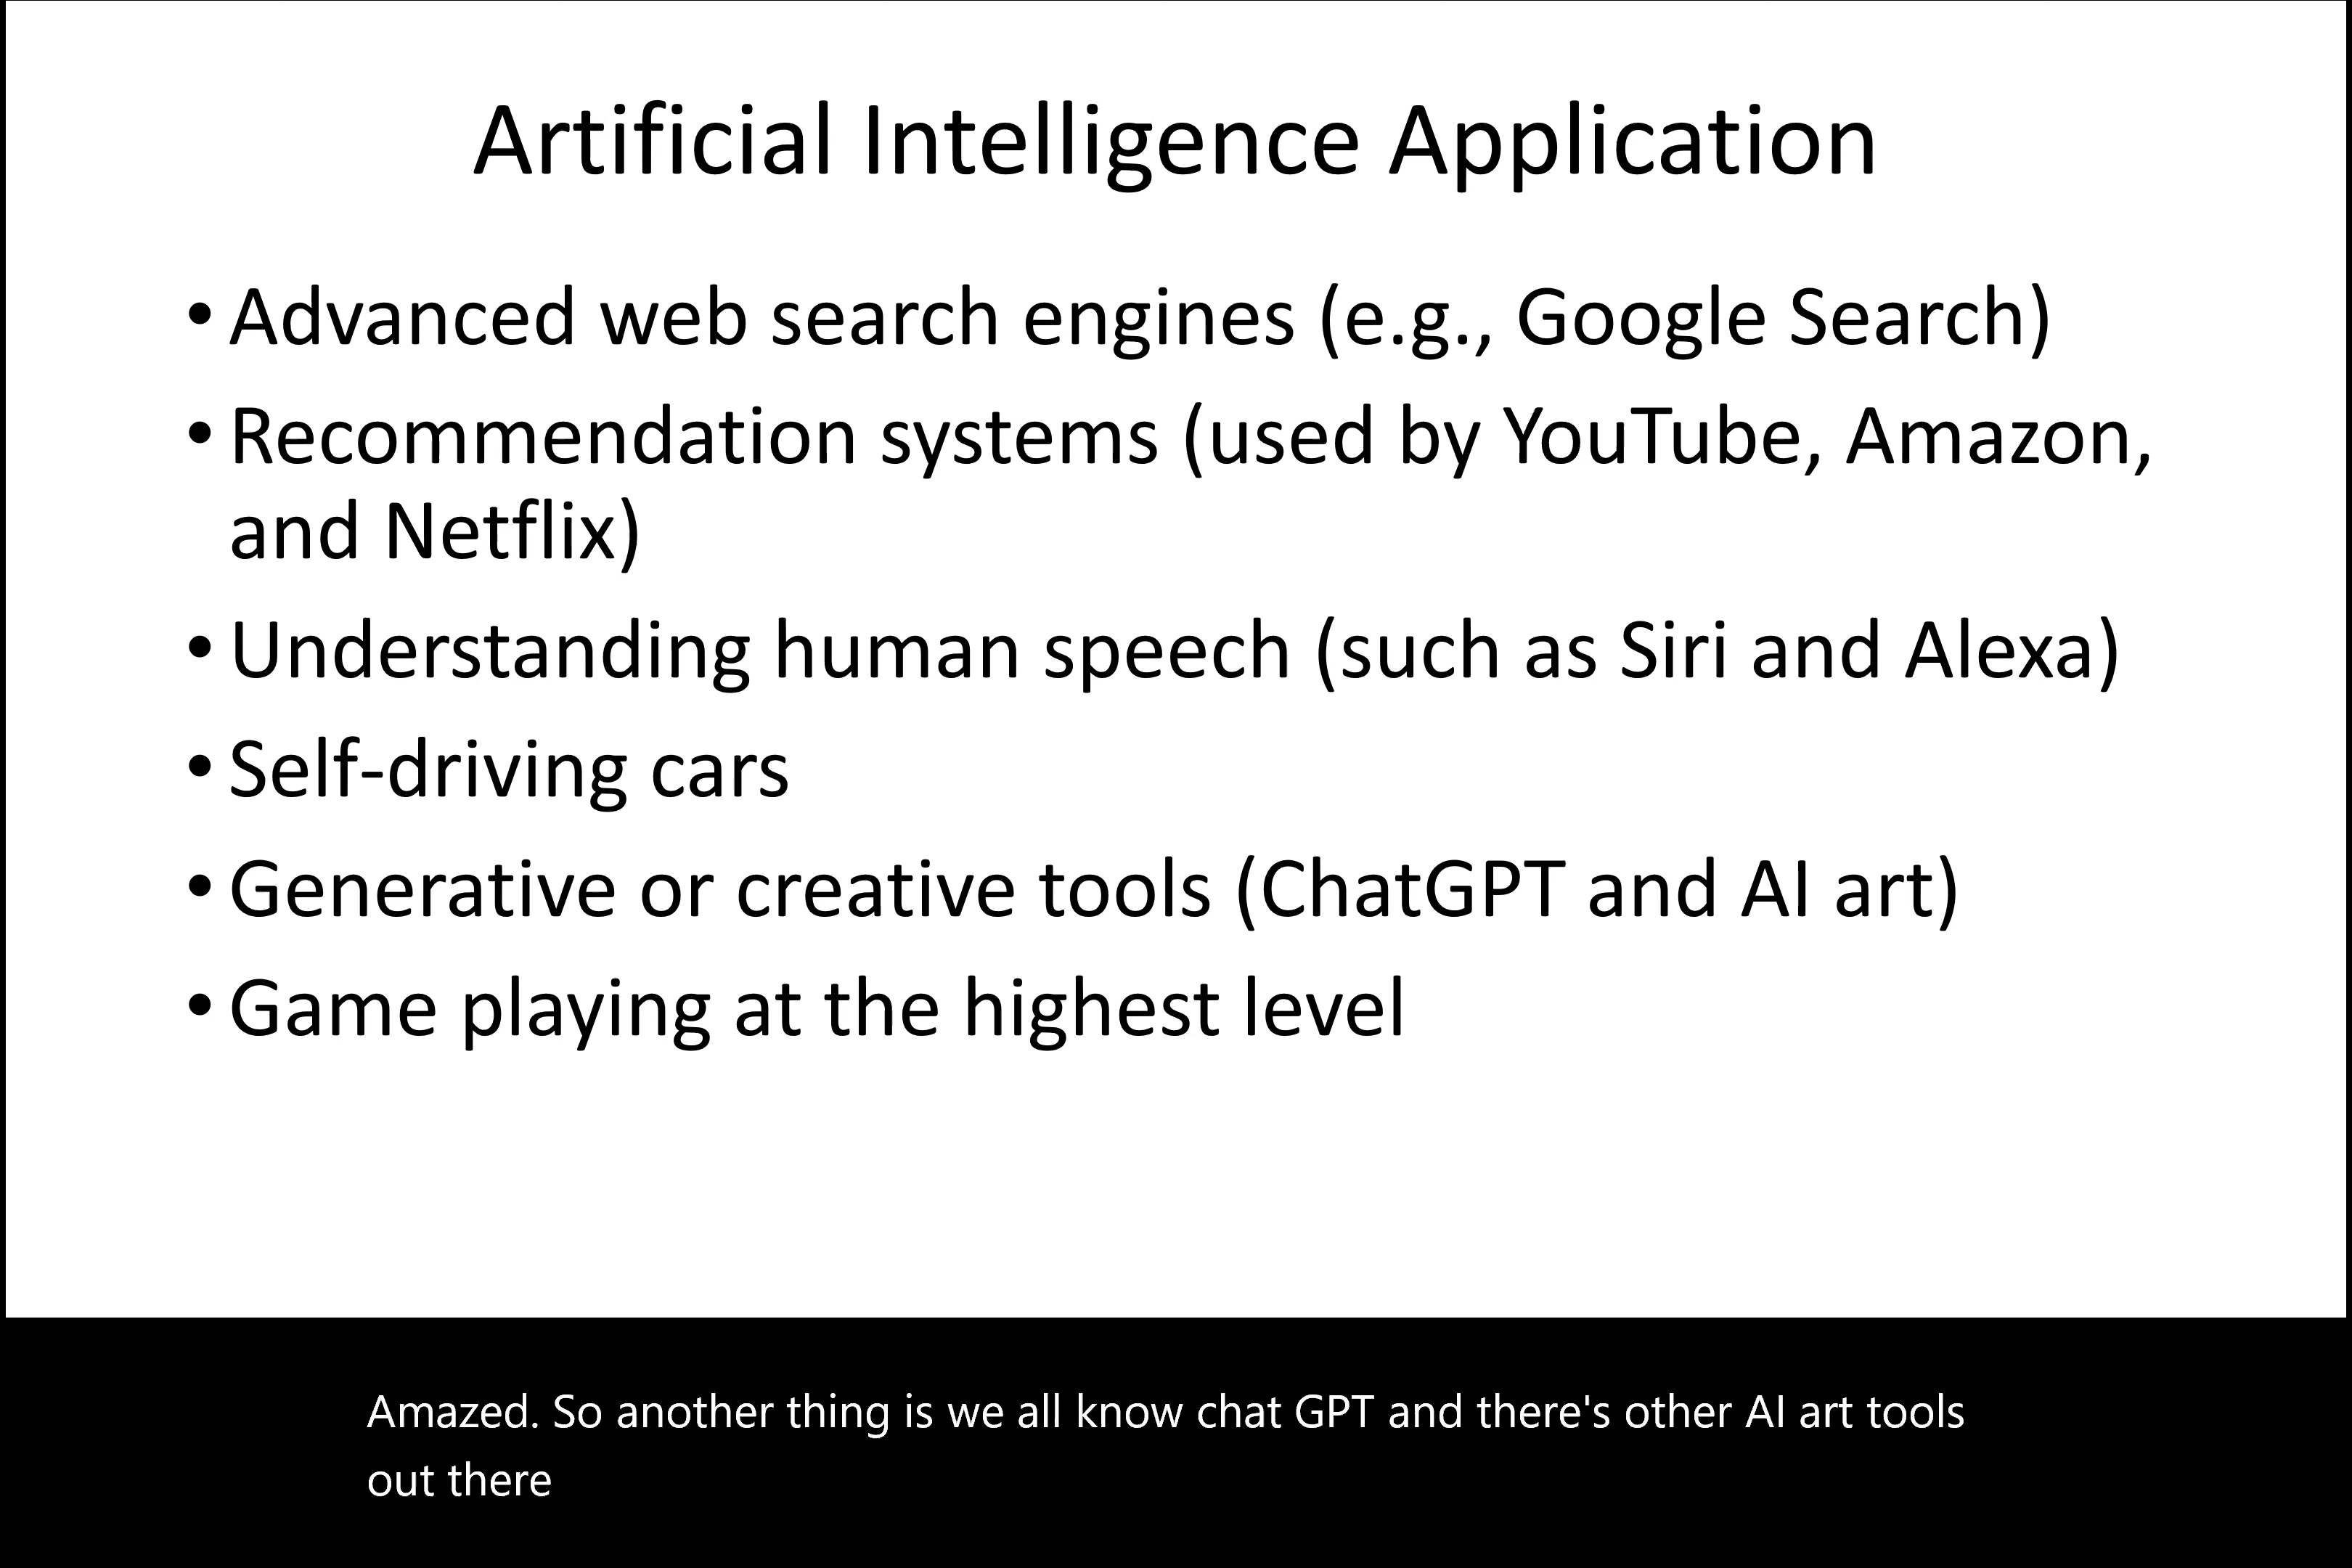 Artificial Intelligence Application
• Advanced web search engines (e.g., Google Search)
• Recommendation systems (used by YouTube, Amazon,
and Netflix)
• Understanding human speech (such as Siri and Alexa)
• Self-driving cars
• Generative or creative tools (ChatGPT and AI art)
• Game playing at the highest level
Amazed. So another thing is we all know chat GPT and there's other AI art tools
out there